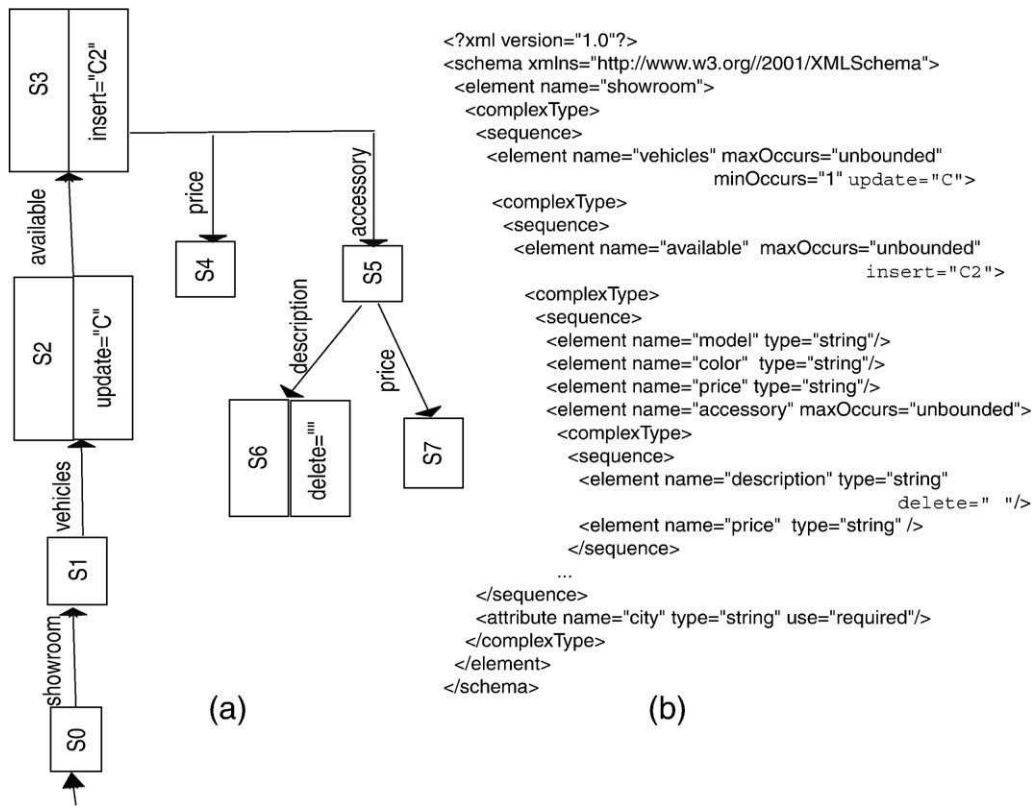 S3
insert="C2"
available
price
accessory
S4
S5
S2
update="C"
description
price
S6
delete=""
S7
vehicles
S1
showroom
S0
(a)
<?xml version="1.0"?>
<schema xmlns="http://www.w3.org//2001/XMLSchema">
<element name="showroom">
<complexType>
<sequence>
<element name="vehicles" maxOccurs="unbounded"
minOccurs="1" update="C">
<complexType>
<sequence>
<element name="available" maxOccurs="unbounded"
insert="C2">
<complexType>
<sequence>
<element name="model" type="string"/>
<element name="color" type="string"/>
<element name="price" type="string"/>
<element name="accessory" maxOccurs="unbounded">
<complexType>
<sequence>
<element name="description" type="string"
delete=" "/>
<element name="price" type="string" />
</sequence>
...
</sequence>
<attribute name="city" type="string" use="required"/>
</complexType>
</element>
</schema>
(b)